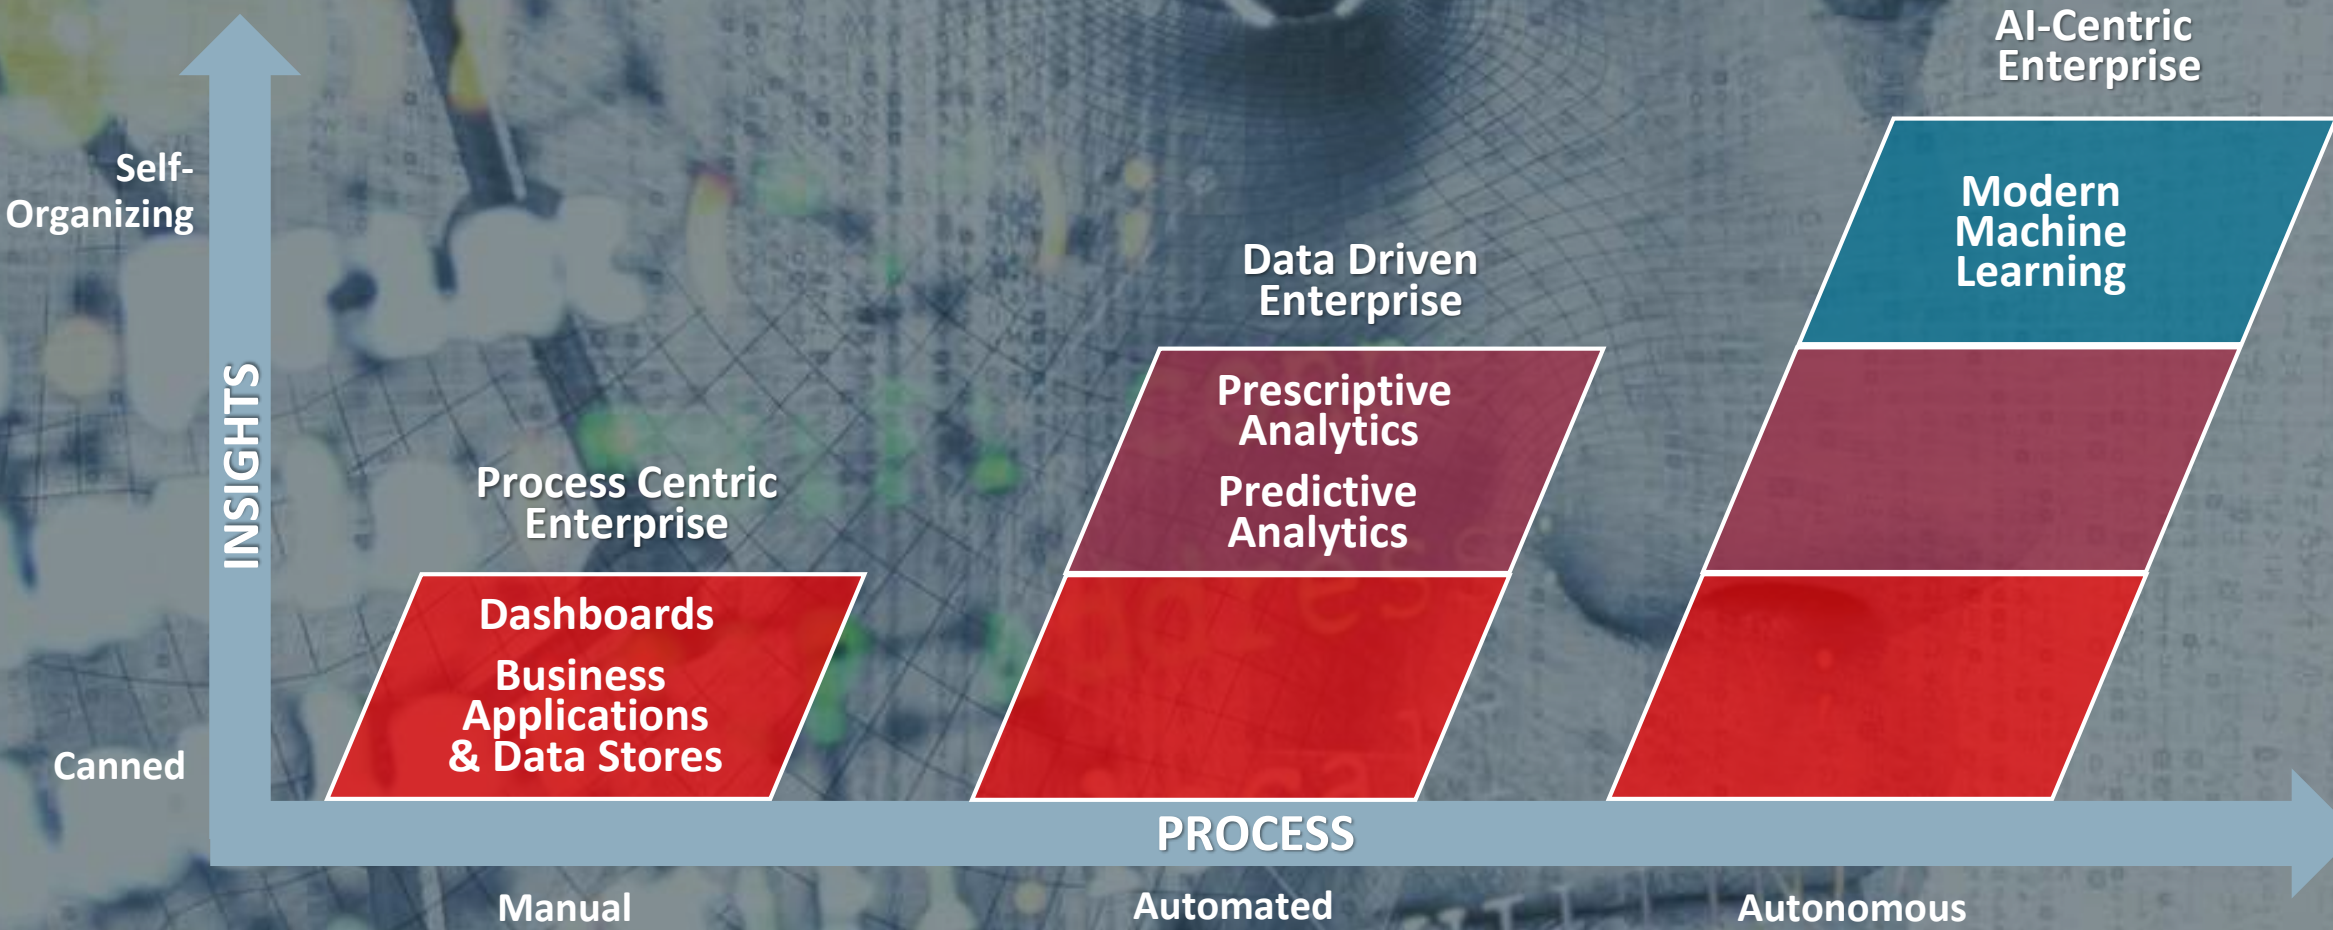 AI-Centric
Enterprise
Self-
Organizing
Modern
Machine
Learning
Data Driven
Enterprise
INSIGHTS
Prescriptive
Analytics
Predictive
Analytics
Process Centric
Enterprise
Dashboards
Business
Applications
& Data Stores
Canned
PROCESS
Manual
Automated
Autonomous